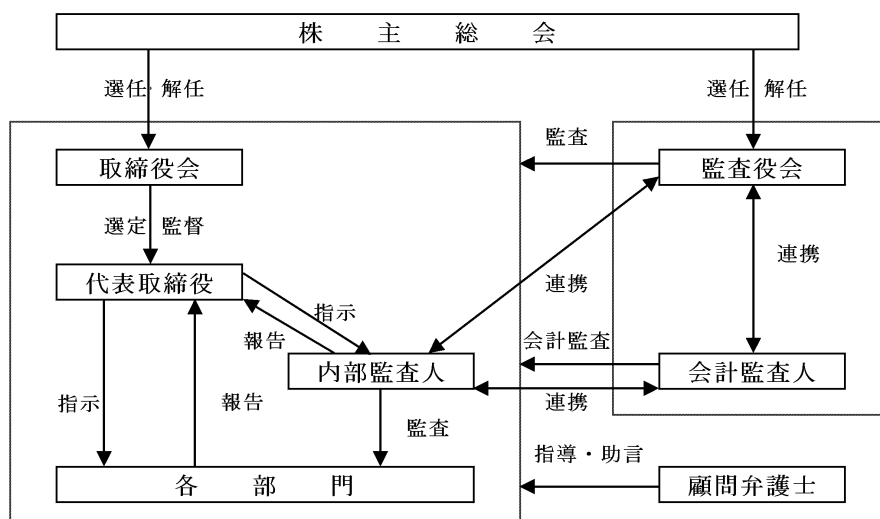 株主総会
選任・解任
選任 解任
監査
取締役会
監査役会
選定 監督
連携
代表取締役
連携
指示
報告
会計監査
内部監査人
会計監査人
指示
報告
連携
監査
指導・助言
各部門
顧問弁護士